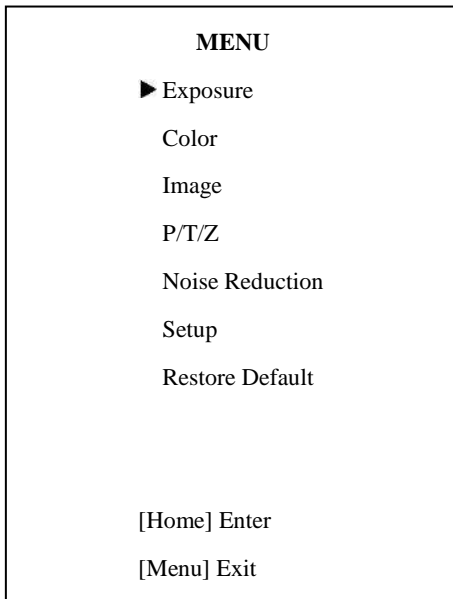 MENU
▶ Exposure
Color
Image
P/T/Z
Noise Reduction
Setup
Restore Default
[Home] Enter
[Menu] Exit